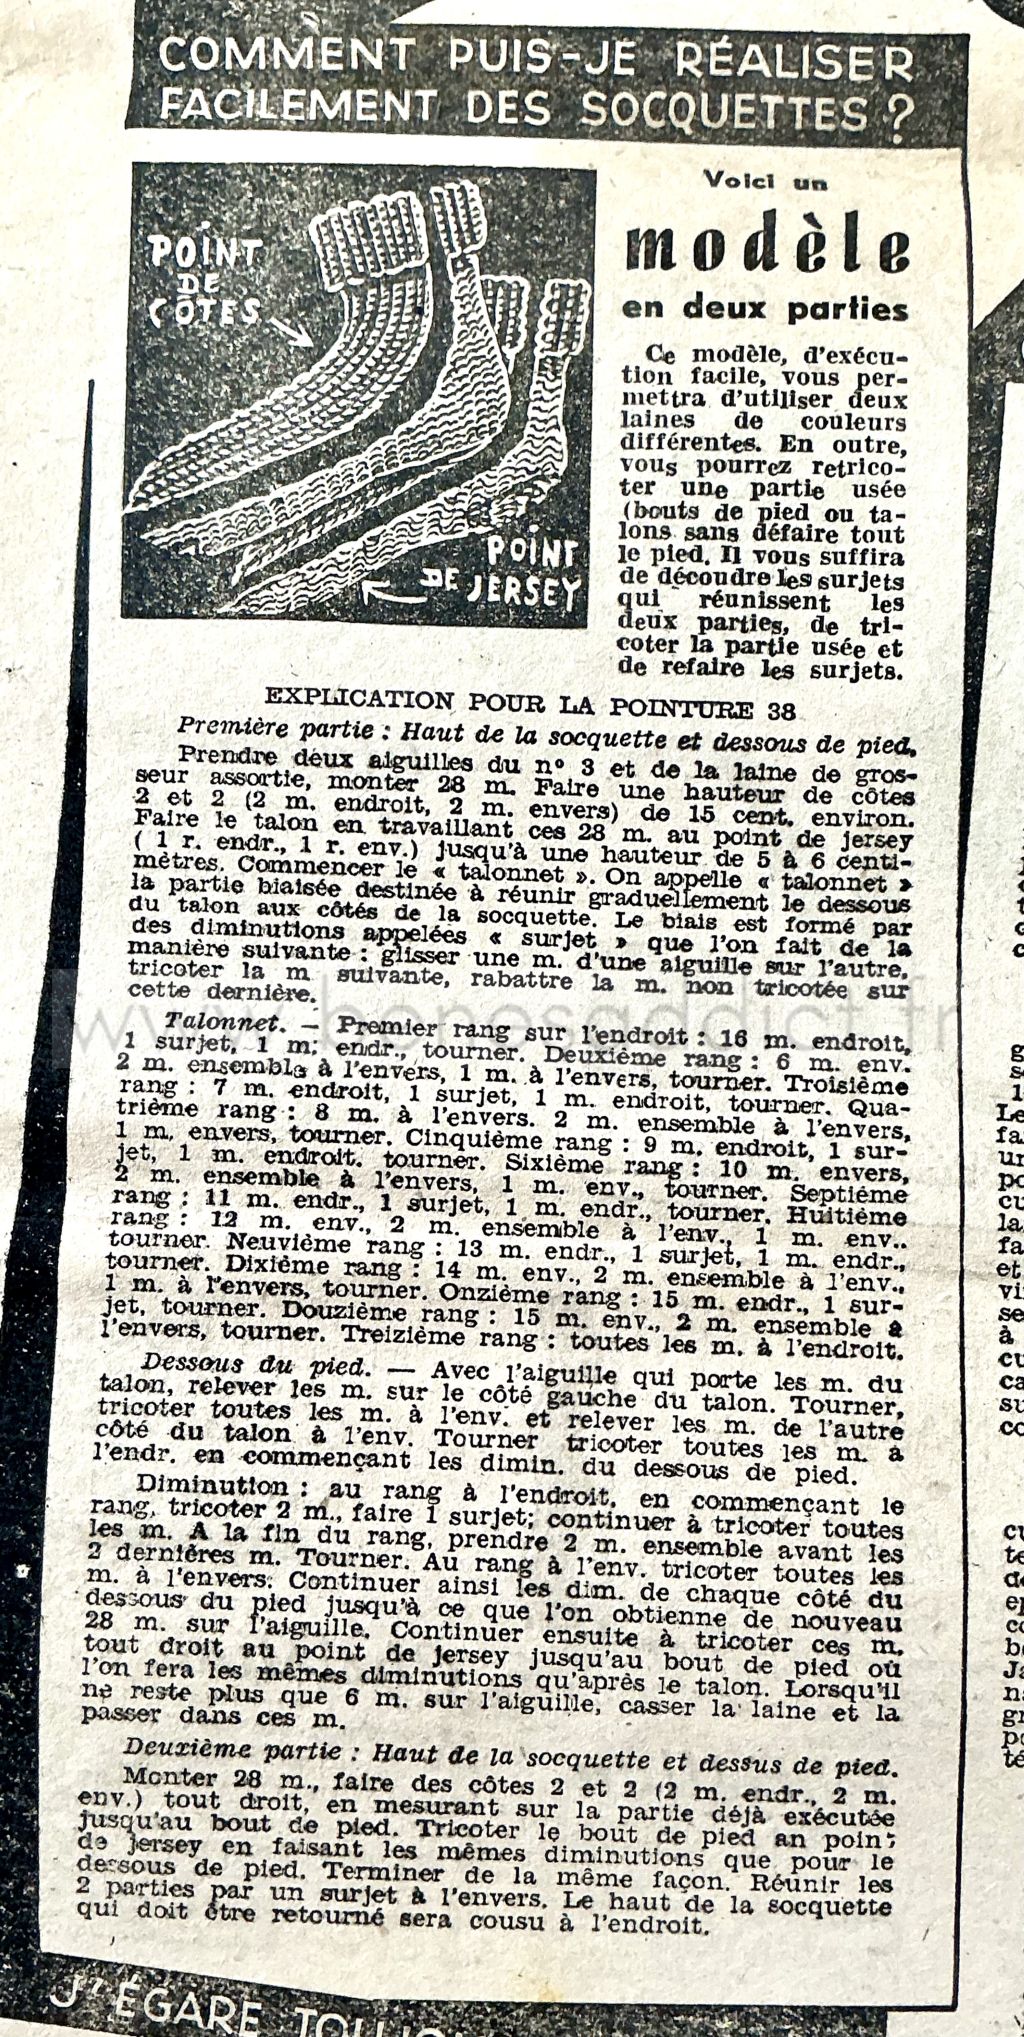 COMMENT PUIS-JE RÉALISER
FACILEMENT DES SOCQUETTES ?
POINT
DE
CÔTES
POINT
DE JERSEY
Voici un
modèle
en deux parties
Ce modèle, d'exécu-
tion facile, vous per-
mettra d'utiliser deux
laines de couleurs
différentes. En outre,
vous pourrez retrico-
ter une partie usée
(bouts de pied ou ta-
lons sans défaire tout
le pied. Il vous suffira
de découdre les surjets
qui réunissent les
deux parties, de tri-
coter la partie usée et
de refaire les surjets.
EXPLICATION POUR LA POINTURE 38
Première partie : Haut de la socquette et dessous de pied.
Prendre deux aiguilles du n° 3 et de la laine de gros-
seur assortie, monter 28 m. Faire une hauteur de côtes
2 et 2 (2 m. endroit, 2 m. envers) de 15 cent. environ.
Faire le talon en travaillant ces 28 m. au point de jersey
( 1 r. endr., 1 r. env.) jusqu'à une hauteur de 5 à 6 centi-
mètres. Commencer le « talonnet ». On appelle « talonnet »
la partie biaisée destinée à réunir graduellement le dessous
du talon aux côtés de la socquette. Le biais est formé par
des diminutions appelées « surjet » que l'on fait de la
manière suivante : glisser une m. d'une aiguille sur l'autre,
tricoter la m suivante, rabattre la m. non tricotée sur
cette dernière.
Talonnet. — Premier rang sur l'endroit : 16 m. endroit,
1 surjet, 1 m; endr., tourner. Deuxième rang : 6 m. env.
2 m. ensemble à l'envers, 1 m. à l'envers, tourner. Troisième
rang : 7 m. endroit, 1 surjet, 1 m. endroit, tourner. Qua-
trième rang : 8 m. à l'envers. 2 m. ensemble à l'envers,
1 m. envers, tourner. Cinquième rang : 9 m. endroit, 1 sur-
jet, 1 m. endroit. tourner. Sixième rang : 10 m. envers,
2 m. ensemble à l'envers, 1 m. env., tourner. Septième
rang : 11 m. endr., 1 surjet, 1 m. endr., tourner. Huitième
rang : 12 m. env., 2 m. ensemble à l'env., 1 m. env..
tourner. Neuvième rang : 13 m. endr., 1 surjet, 1 m. endr.,
tourner. Dixième rang : 14 m. env., 2 m. ensemble à l'env.,
1 m. à l'envers, tourner. Onzième rang : 15 m. endr., 1 sur-
jet, tourner. Douzième rang : 15 m. env., 2 m. ensemble à
l'envers, tourner. Treizième rang : toutes les m. à l'endroit.
Dessous du pied. — Avec l'aiguille qui porte les m. du
talon, relever les m. sur le côté gauche du talon. Tourner,
tricoter toutes les m. à l'env. et relever les m. de l'autre
côté du talon à l'env. Tourner tricoter toutes les m. à
l'endr. en commençant les dimin. du dessous de pied.
Diminution : au rang à l'endroit, en commençant le
rang, tricoter 2 m., faire 1 surjet; continuer à tricoter toutes
les m. A la fin du rang, prendre 2 m. ensemble avant les
2 dernières m. Tourner. Au rang à l'env. tricoter toutes les
m. à l'envers. Continuer ainsi les dim. de chaque côté du
dessous du pied jusqu'à ce que l'on obtienne de nouveau
28 m. sur l'aiguille. Continuer ensuite à tricoter ces m.
tout droit au point de jersey jusqu'au bout de pied où
l'on fera les mêmes diminutions qu'après le talon. Lorsqu'il
ne reste plus que 6 m. sur l'aiguille, casser la laine et la
passer dans ces m.
Deuxième partie : Haut de la socquette et dessus de pied.
Monter 28 m., faire des côtes 2 et 2 (2 m. endr., 2 m.
env.) tout droit, en mesurant sur la partie déjà exécutée
jusqu'au bout de pied. Tricoter le bout de pied an point
de jersey en faisant les mêmes diminutions que pour le
dessous de pied. Terminer de la même façon. Réunir les
2 parties par un surjet à l'envers. Le haut de la socquette
qui doit être retourné sera cousu à l'endroit.
J'ÉGARE